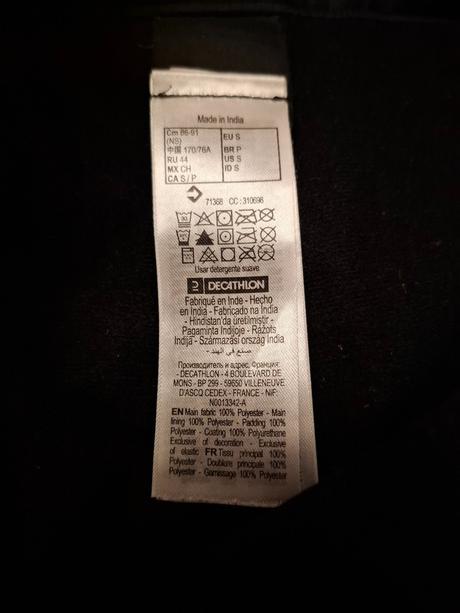 Made in India
Cm 86-91
(NS)
中国 170/76A
RU 44
MX CH
CA S / P
EU S
BR P
US S
ID S
71368 CC : 310698
Usar detergente suave
DECATHLON
Fabriqué en Inde - Hecho
en India - Fabricado na India
- Hindistan'da üretilmiştir -
Pagaminta Indijoje - Ražots
Indijā - Származási ország India
صنع في الهند -
Производитель и адрес, Франция:
- DECATHLON - 4 BOULEVARD DE
MONS - BP 299 - 59650 VILLENEUVE
D'ASCQ CEDEX - FRANCE - NIF:
N0013342-A
EN Main fabric 100% Polyester - Main
lining 100% Polyester - Padding 100%
Polyester - Coating 100% Polyurethane
Exclusive of decoration - Exclusive
of elastic FR Tissu principal 100%
Polyester - Doublure principale 100%
Polyester - Garnissage 100% Polyester